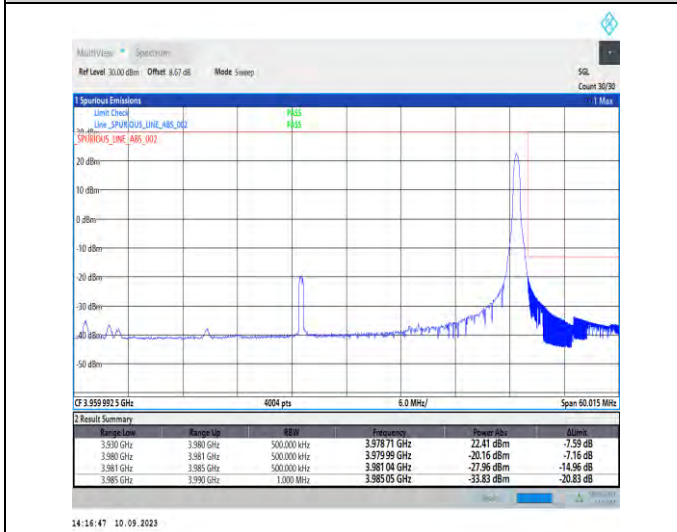 MultiView Spectrum
Ref Level 30.00 dBm Offset 8.67 dB Mode Sweep SGL
Count 30/30
1 Spurious Emissions 1 Max
Limit Check PASS
Line _SPURIOUS_LINE_ABS_002 PASS
30 dBm
_SPURIOUS_LINE_ABS_002
20 dBm
10 dBm
0 dBm
-10 dBm
-20 dBm
-30 dBm
-40 dBm
-50 dBm
CF 3.959 992 5 GHz 4004 pts 6.0 MHz/ Span 60.015 MHz
2 Result Summary
Range Low Range Up RBW Frequency Power Abs ΔLimit
3.930 GHz 3.980 GHz 500.000 kHz 3.978 71 GHz 22.41 dBm -7.59 dB
3.980 GHz 3.981 GHz 500.000 kHz 3.979 99 GHz -20.16 dBm -7.16 dB
3.981 GHz 3.985 GHz 500.000 kHz 3.981 04 GHz -27.96 dBm -14.96 dB
3.985 GHz 3.990 GHz 1.000 MHz 3.985 05 GHz -33.83 dBm -20.83 dB
14:16:47 10.09.2023